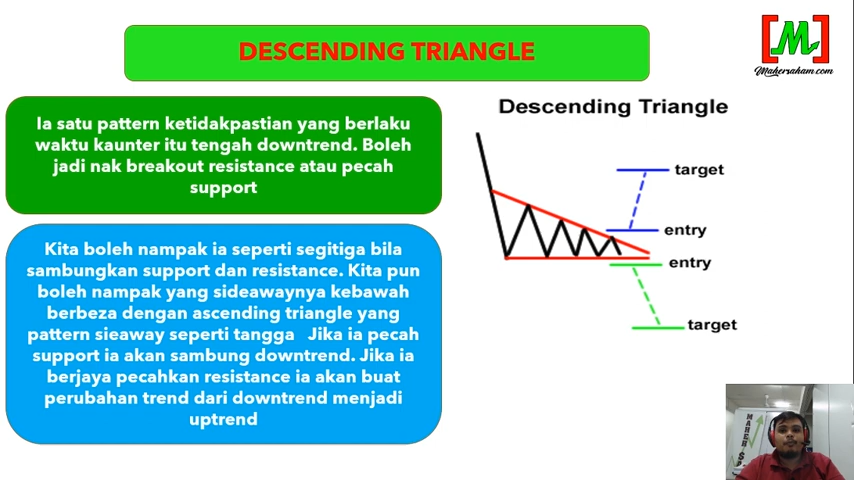 DESCENDING TRIANGLE
[M]
Mahersaham.com
Ia satu pattern ketidakpastian yang berlaku
waktu kaunter itu tengah downtrend. Boleh
jadi nak breakout resistance atau pecah
support
Kita boleh nampak ia seperti segitiga bila
sambungkan support dan resistance. Kita pun
boleh nampak yang sideawaynya kebawah
berbeza dengan ascending triangle yang
pattern sieaway seperti tangga Jika ia pecah
support ia akan sambung downtrend. Jika ia
berjaya pecahkan resistance ia akan buat
perubahan trend dari downtrend menjadi
uptrend
Descending Triangle
target
entry
entry
target